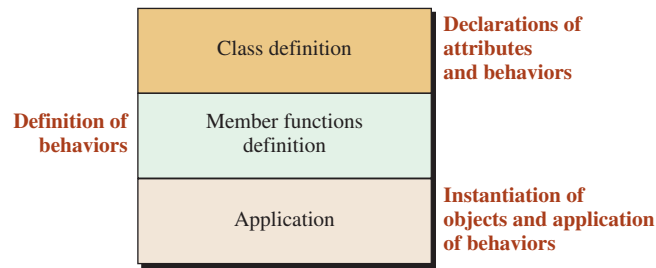 Class definition
Declarations of
attributes
and behaviors
Definition of
behaviors
Member functions
definition
Application
Instantiation of
objects and application
of behaviors